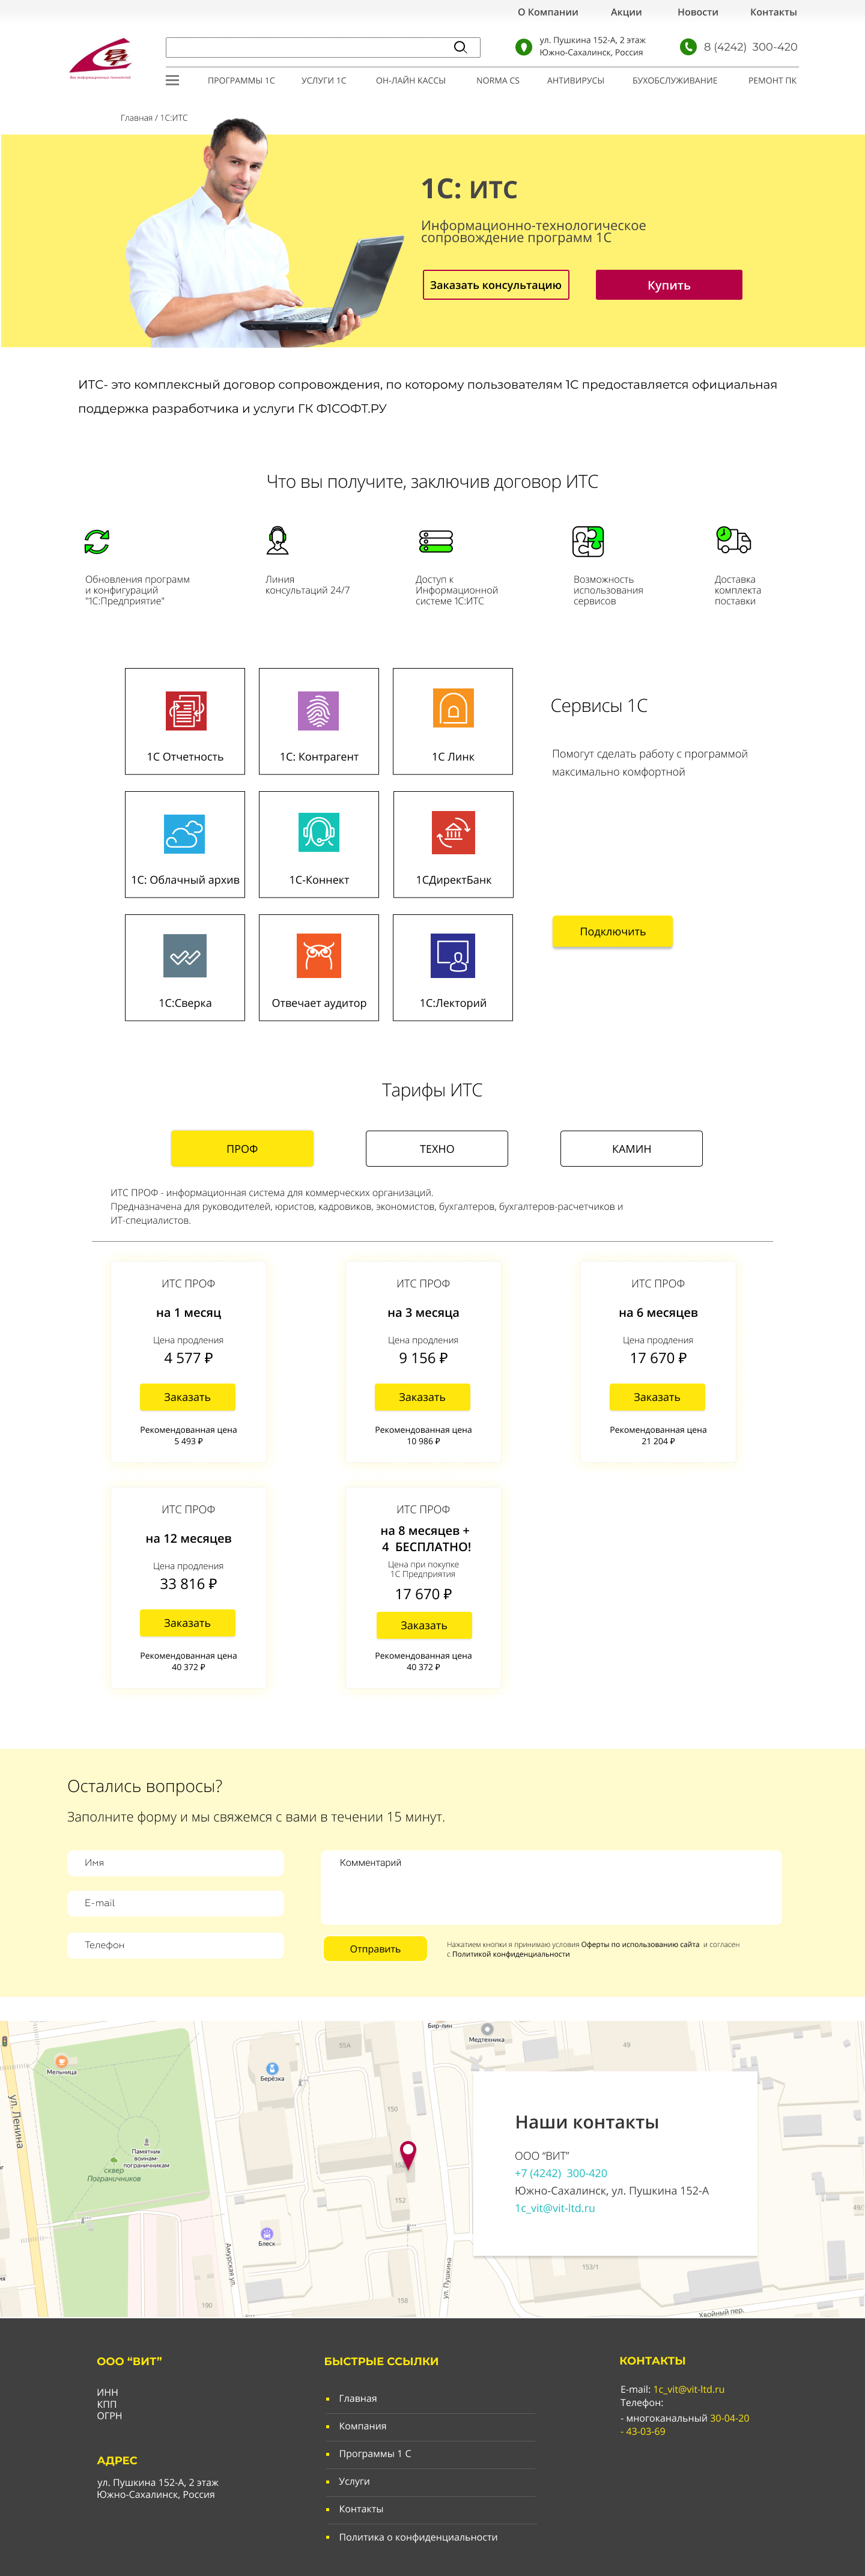 О Компании
Акции
Новости
Контакты
ул. Пушкина 152-А, 2 этаж
Южно-Сахалинск, Россия
8 (4242) 300-420
ПРОГРАММЫ 1С
УСЛУГИ 1С
ОН-ЛАЙН КАССЫ
NORMA CS
АНТИВИРУСЫ
БУХОБСЛУЖИВАНИЕ
РЕМОНТ ПК
Главная / 1С:ИТС
1С: ИТС
Информационно-технологическое
сопровождение программ 1С
Заказать консультацию
Купить
ИТС- это комплексный договор сопровождения, по которому пользователям 1С предоставляется официальная
поддержка разработчика и услуги ГК Ф1СОФТ.РУ
Что вы получите, заключив договор ИТС
Обновления программ
и конфигураций
"1С:Предприятие"
Линия
консультаций 24/7
Доступ к
Информационной
системе 1С:ИТС
Возможность
использования
сервисов
Доставка
комплекта
поставки
1С Отчетность
1С: Контрагент
1С Линк
1С: Облачный архив
1С-Коннект
1СДиректБанк
1С:Сверка
Отвечает аудитор
1С:Лекторий
Сервисы 1С
Помогут сделать работу с программой
максимально комфортной
Подключить
Тарифы ИТС
ПРОФ
ТЕХНО
КАМИН
ИТС ПРОФ - информационная система для коммерческих организаций.
Предназначена для руководителей, юристов, кадровиков, экономистов, бухгалтеров, бухгалтеров-расчетчиков и
ИТ-специалистов.
ИТС ПРОФ
на 1 месяц
Цена продления
4 577 ₽
Заказать
Рекомендованная цена
5 493 ₽
ИТС ПРОФ
на 3 месяца
Цена продления
9 156 ₽
Заказать
Рекомендованная цена
10 986 ₽
ИТС ПРОФ
на 6 месяцев
Цена продления
17 670 ₽
Заказать
Рекомендованная цена
21 204 ₽
ИТС ПРОФ
на 12 месяцев
Цена продления
33 816 ₽
Заказать
Рекомендованная цена
40 372 ₽
ИТС ПРОФ
на 8 месяцев +
4 БЕСПЛАТНО!
Цена при покупке
1С Предприятия
17 670 ₽
Заказать
Рекомендованная цена
40 372 ₽
Остались вопросы?
Заполните форму и мы свяжемся с вами в течении 15 минут.
Имя
E-mail
Телефон
Комментарий
Отправить
Нажатием кнопки я принимаю условия Оферты по использованию сайта и согласен
с Политикой конфиденциальности
Бир-лин
Медтехника
49
55А
Мельница
Берёзка
ул. Ленина
150
Памятник
воинам-
пограничникам
сквер
Пограничников
152
Блеск
Амурская ул.
ул. Пушкина
153/1
158
190
Хвойный пер.
Наши контакты
ООО “ВИТ”
+7 (4242) 300-420
Южно-Сахалинск, ул. Пушкина 152-А
1c_vit@vit-ltd.ru
ООО “ВИТ”
ИНН
КПП
ОГРН
АДРЕС
ул. Пушкина 152-А, 2 этаж
Южно-Сахалинск, Россия
БЫСТРЫЕ ССЫЛКИ
Главная
Компания
Программы 1 С
Услуги
Контакты
Политика о конфиденциальности
КОНТАКТЫ
E-mail: 1c_vit@vit-ltd.ru
Телефон:
- многоканальный 30-04-20
- 43-03-69